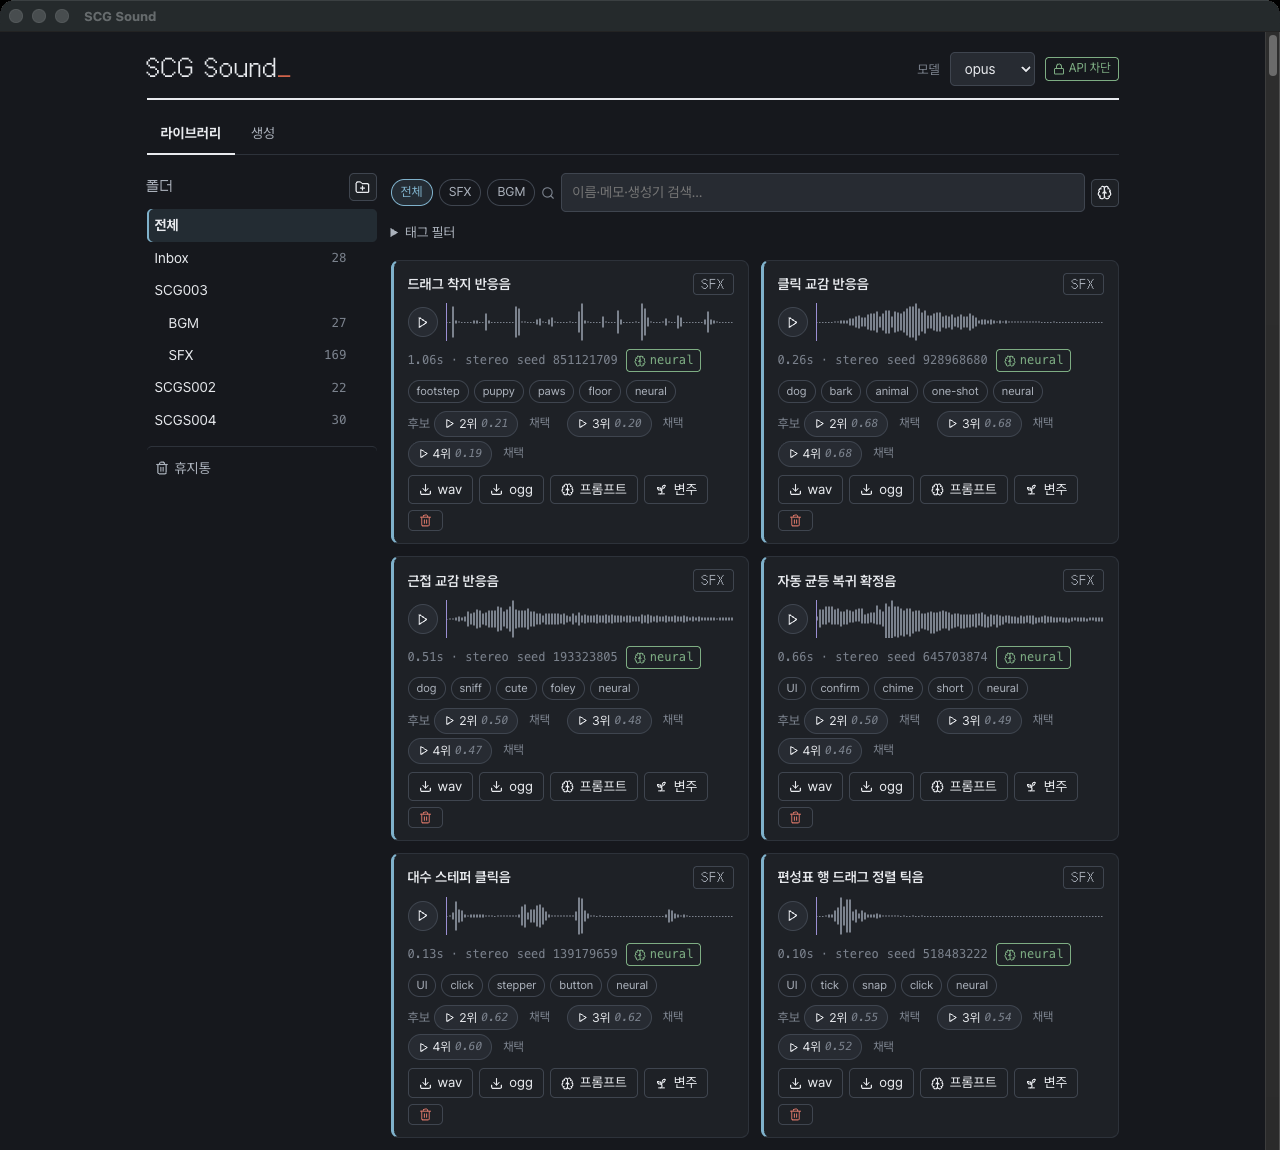 SCG Sound
SCG Sound_
모델 opus API 차단
라이브러리 생성
폴더
전체
Inbox 28
SCG003
BGM 27
SFX 169
SCGS002 22
SCGS004 30
휴지통
전체 SFX BGM 이름·메모·생성기 검색...
▶ 태그 필터
드래그 착지 반응음 SFX
1.06s · stereo seed 851121709 neural
footstep puppy paws floor neural
후보 2위 0.21 채택 3위 0.20 채택
4위 0.19 채택
wav ogg 프롬프트 변주
클릭 교감 반응음 SFX
0.26s · stereo seed 928968680 neural
dog bark animal one-shot neural
후보 2위 0.68 채택 3위 0.68 채택
4위 0.68 채택
wav ogg 프롬프트 변주
근접 교감 반응음 SFX
0.51s · stereo seed 193323805 neural
dog sniff cute foley neural
후보 2위 0.50 채택 3위 0.48 채택
4위 0.47 채택
wav ogg 프롬프트 변주
자동 균등 복귀 확정음 SFX
0.66s · stereo seed 645703874 neural
UI confirm chime short neural
후보 2위 0.50 채택 3위 0.49 채택
4위 0.46 채택
wav ogg 프롬프트 변주
대수 스테퍼 클릭음 SFX
0.13s · stereo seed 139179659 neural
UI click stepper button neural
후보 2위 0.62 채택 3위 0.62 채택
4위 0.60 채택
wav ogg 프롬프트 변주
편성표 행 드래그 정렬 틱음 SFX
0.10s · stereo seed 518483222 neural
UI tick snap click neural
후보 2위 0.55 채택 3위 0.54 채택
4위 0.52 채택
wav ogg 프롬프트 변주